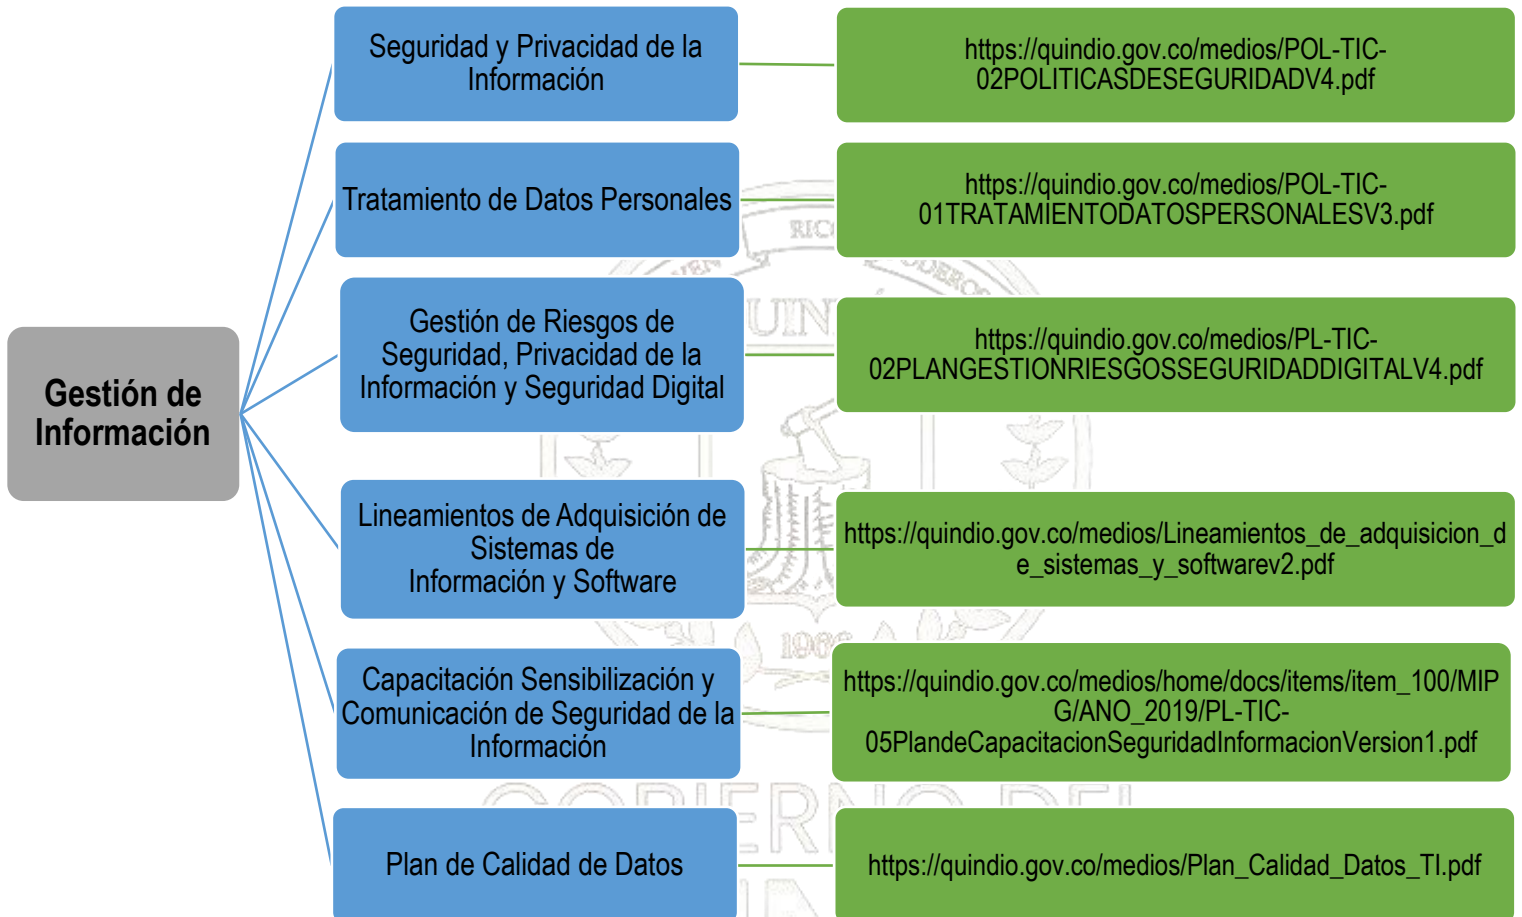 Seguridad y Privacidad de la
Información
https://quindio.gov.co/medios/POL-TIC-
02POLITICASDESEGURIDADV4.pdf
Tratamiento de Datos Personales
https://quindio.gov.co/medios/POL-TIC-
01TRATAMIENTODATOSPERSONALESV3.pdf
Gestión de Riesgos de
Seguridad, Privacidad de la
Información y Seguridad Digital
https://quindio.gov.co/medios/PL-TIC-
02PLANGESTIONRIESGOSSEGURIDADDIGITALV4.pdf
Gestión de
Información
Lineamientos de Adquisición de
Sistemas de
Información y Software
https://quindio.gov.co/medios/Lineamientos_de_adquisicion_d
e_sistemas_y_softwarev2.pdf
Capacitación Sensibilización y
Comunicación de Seguridad de la
Información
https://quindio.gov.co/medios/home/docs/items/item_100/MIP
G/ANO_2019/PL-TIC-
05PlandeCapacitacionSeguridadInformacionVersion1.pdf
Plan de Calidad de Datos
https://quindio.gov.co/medios/Plan_Calidad_Datos_TI.pdf